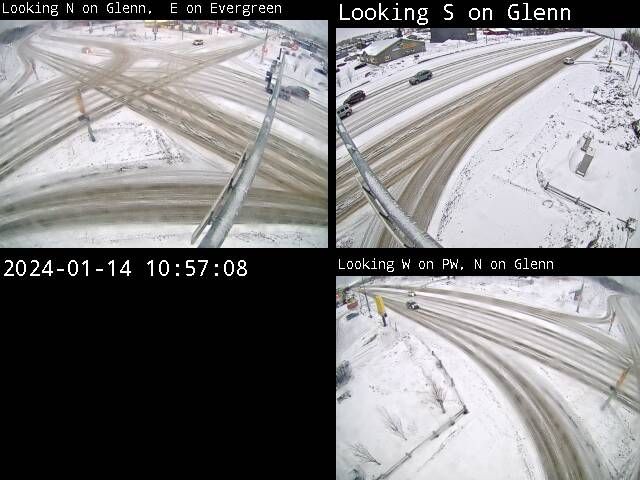 Looking N on Glenn,  E on Evergreen
Looking S on Glenn
2024-01-14 10:57:08
Looking W on PW, N on Glenn